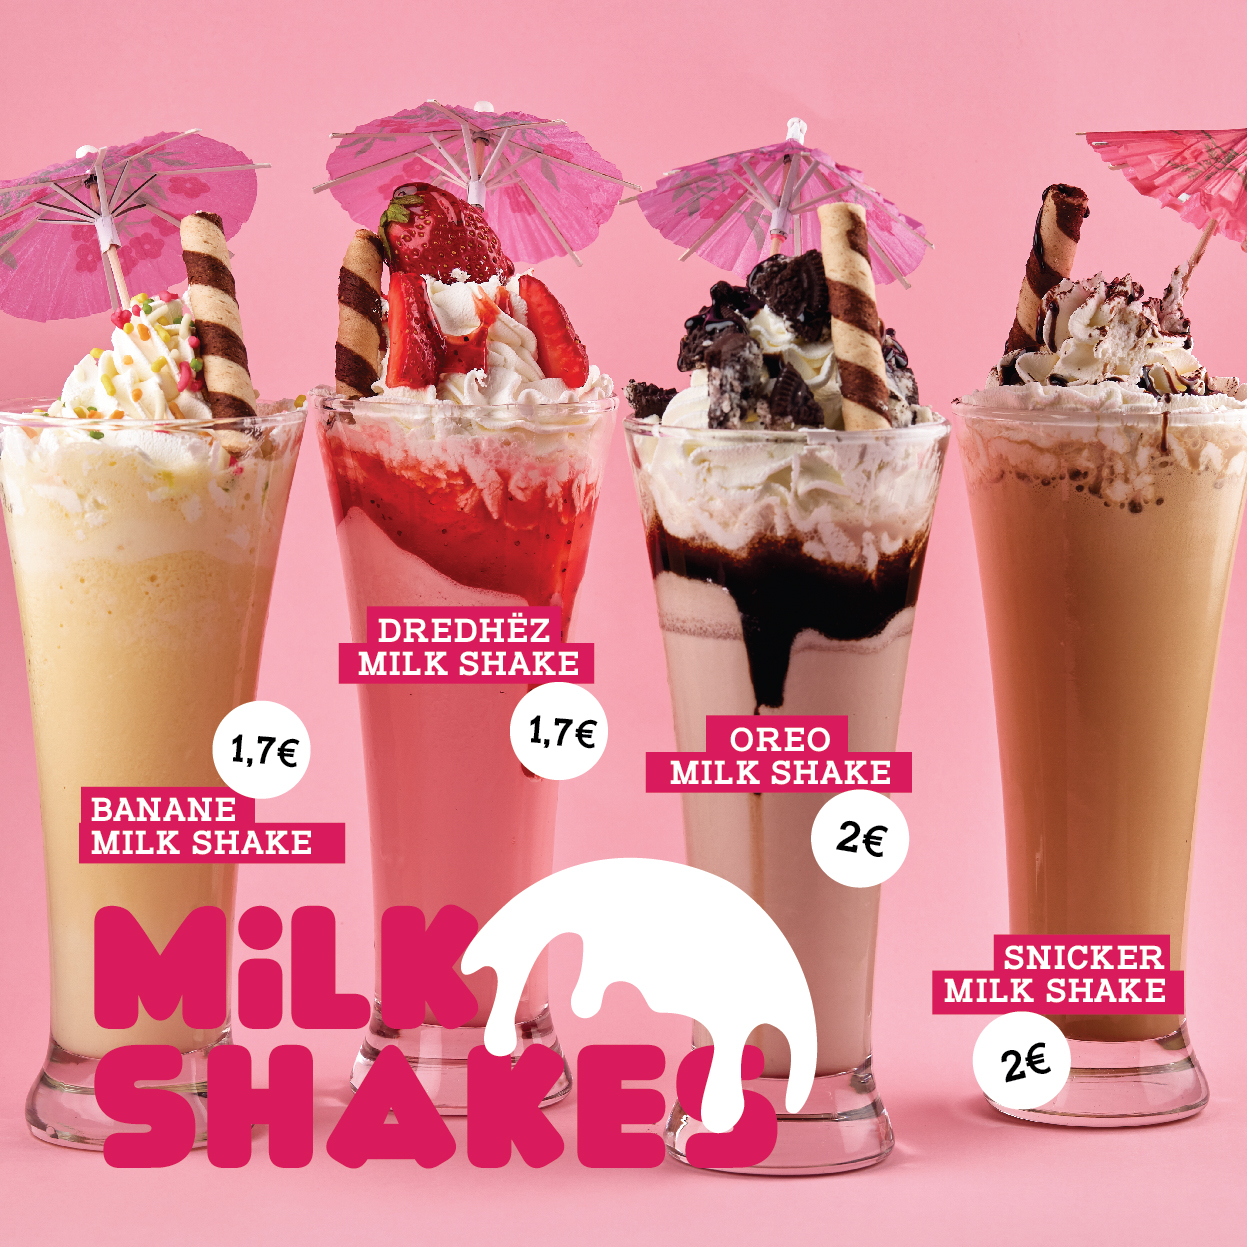 DREDHËZ
MILK SHAKE
1,7€
1,7€
BANANE
MILK SHAKE
OREO
MILK SHAKE
2€
SNICKER
MILK SHAKE
2€
MiLK
SHAKES